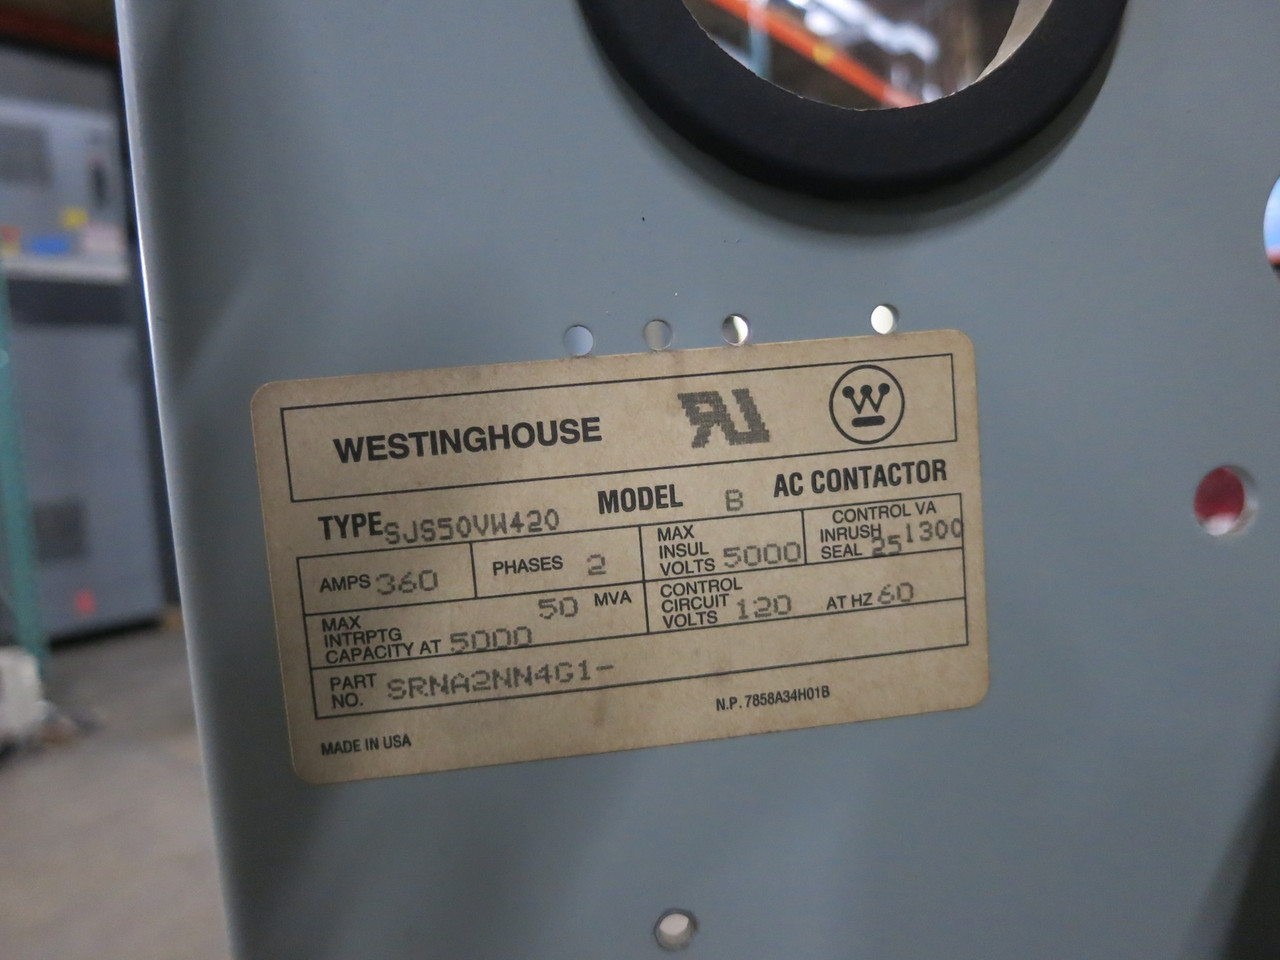 WESTINGHOUSE RU W
TYPE SJS50VW420 MODEL B AC CONTACTOR
AMPS 360 PHASES 2
MAX
INSUL
VOLTS 5000
CONTROL VA
INRUSH 1300
SEAL 25
MAX
INTRPTG
CAPACITY AT 5000 50 MVA
CONTROL
CIRCUIT
VOLTS 120 AT HZ 60
PART
NO. SRNA2NN4G1-
N.P. 7858A34H01B
MADE IN USA